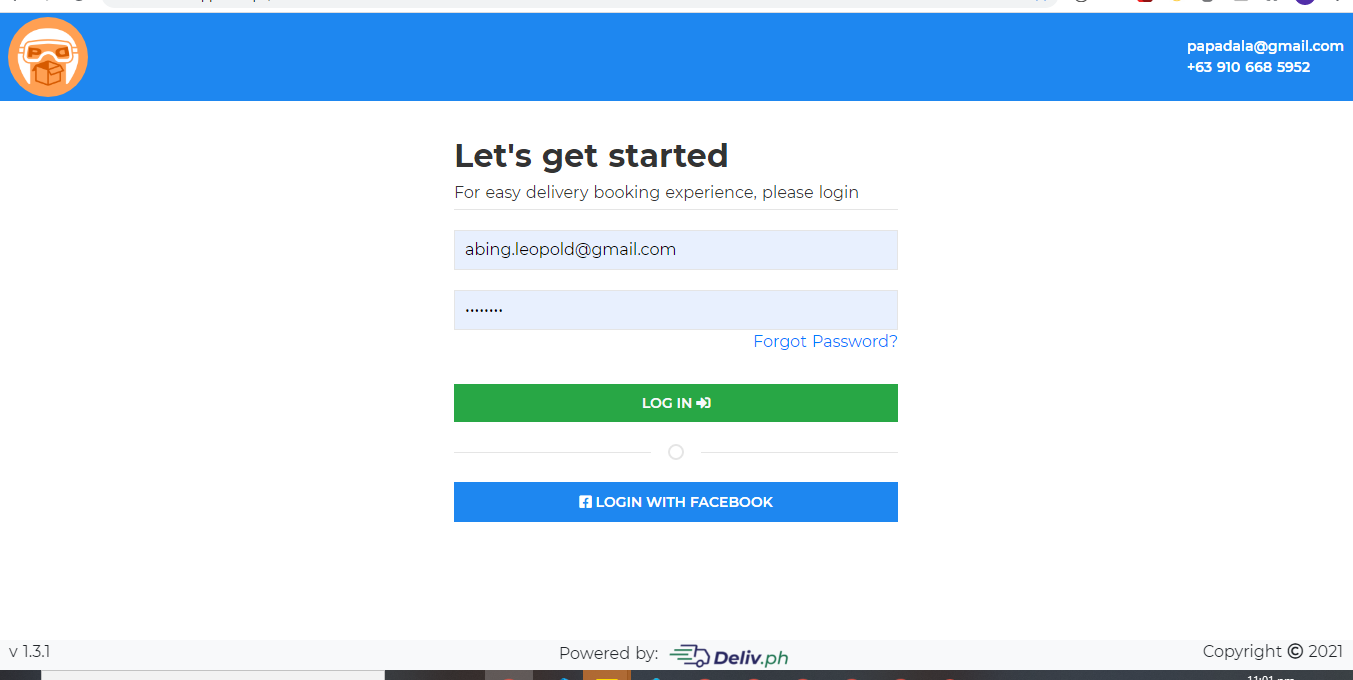 papadala@gmail.com
+63 910 668 5952
Let's get started
For easy delivery booking experience, please login
abing.leopold@gmail.com
Forgot Password?
LOG IN
LOGIN WITH FACEBOOK
v 1.3.1
Powered by: Deliv.ph
Copyright © 2021